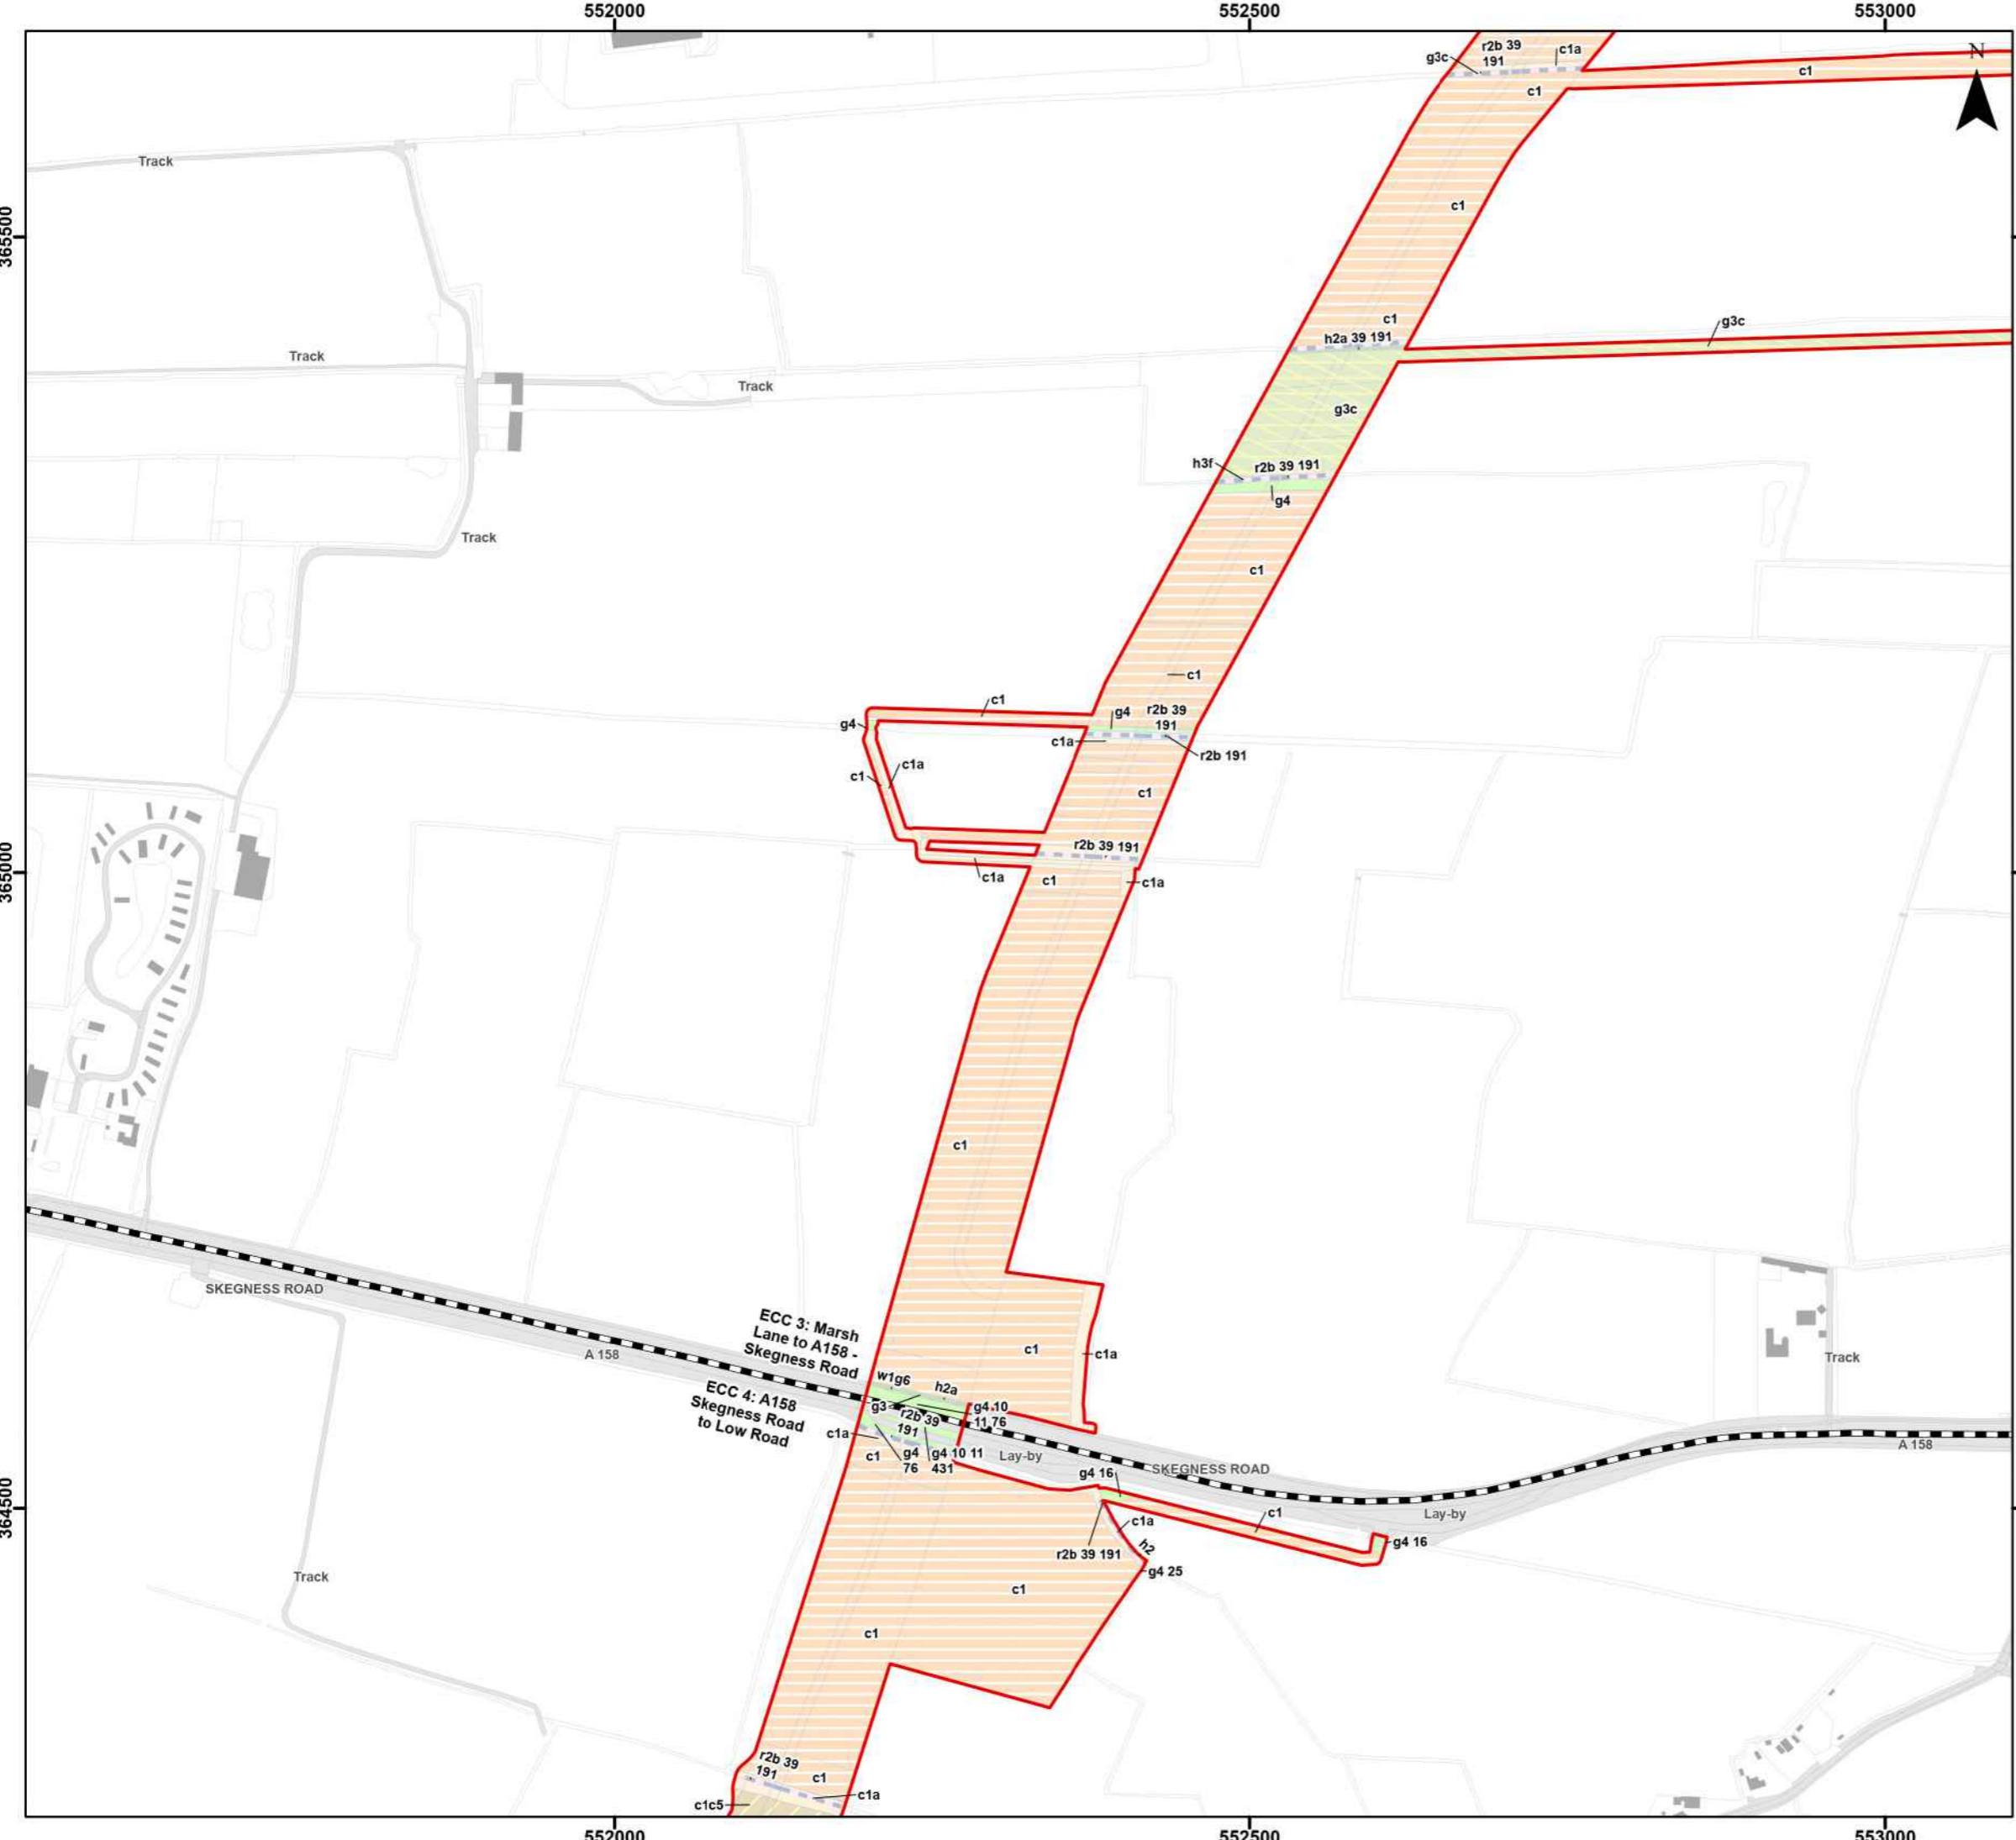 552000
552500
553000
N
r2b 39
191
g3c
c1a
c1
c1
Track
c1
365500
c1
h2a 39 191
g3c
Track
Track
g3c
h3f
r2b 39 191
g4
Track
c1
c1
c1
g4
g4
r2b 39
191
c1a
r2b 191
c1
c1a
c1
r2b 39 191
365000
c1a
c1
c1a
c1
SKEGNESS ROAD
A 158
ECC 3: Marsh
Lane to A158 -
Skegness Road
c1
c1a
Track
w1g6
h2a
ECC 4: A158
Skegness Road
to Low Road
g3
g4 10
11 76
r2b 39
191
c1a
c1
g4
76
g4 10 11
431
Lay-by
SKEGNESS ROAD
A 158
g4 16
364500
c1
Lay-by
c1a
g4 16
r2b 39 191
h2
g4 25
Track
c1
c1
r2b 39
191
c1
c1a
c1c5
552000
552500
553000